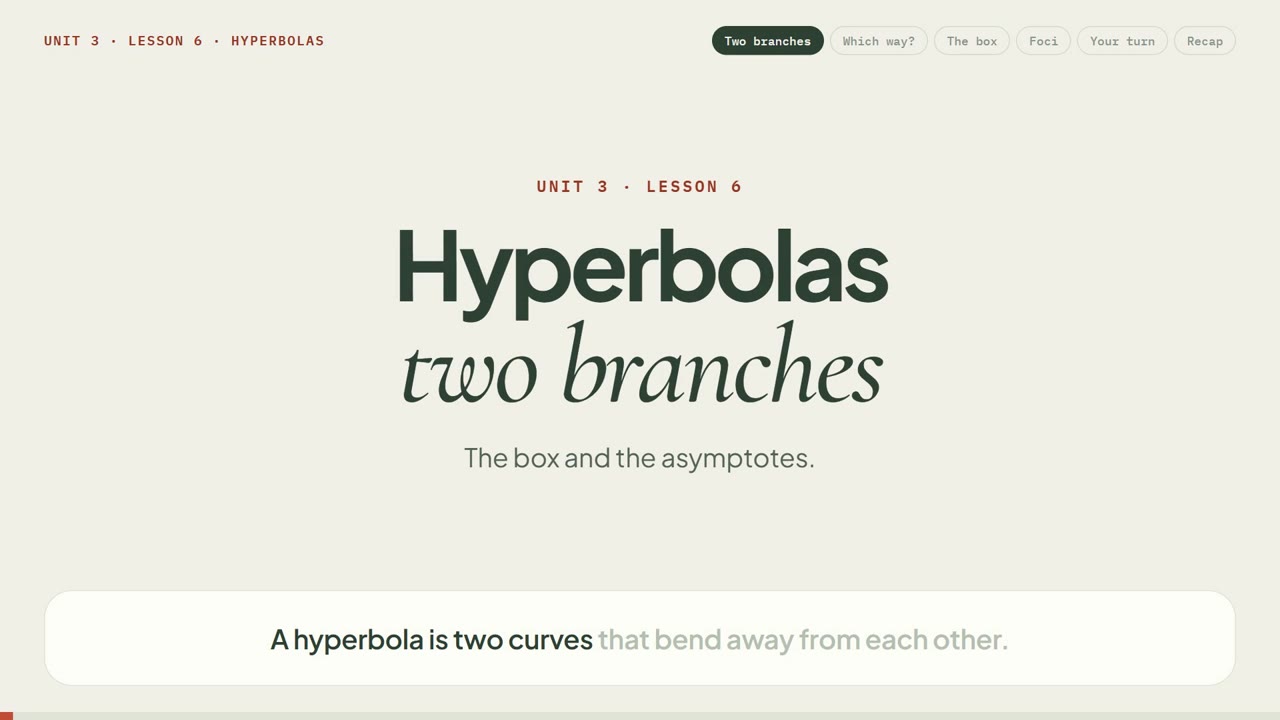 UNIT 3 · LESSON 6 · HYPERBOLAS
Two branches
Which way?
The box
Foci
Your turn
Recap
UNIT 3 · LESSON 6
Hyperbolas
two branches
The box and the asymptotes.
A hyperbola is two curves that bend away from each other.